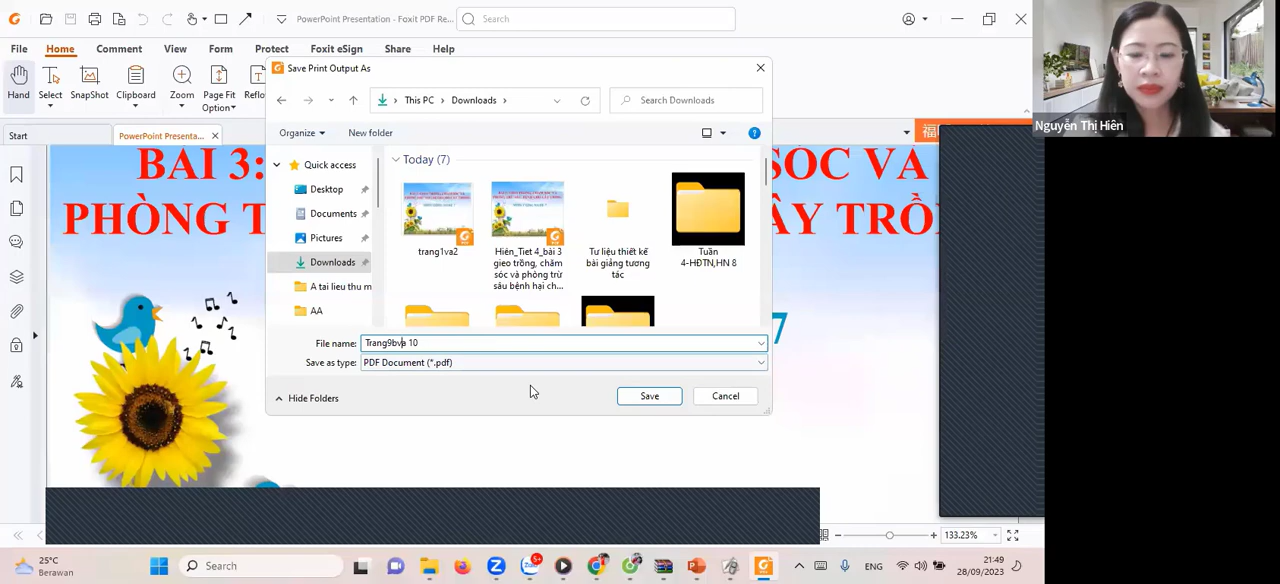 PowerPoint Presentation - Foxit PDF Re...
Search
File Home Comment View Form Protect Foxit eSign Share Help
Hand Select SnapShot Clipboard Zoom Page Fit Option Reflo
Save Print Output As
This PC Downloads
Search Downloads
Organize New folder
Start PowerPoint Presenta...
Quick access
Desktop
Documents
Pictures
Downloads
A tai lieu thu m
AA
Today (7)
trang1va2
Hiên_Tiet 4_bài 3
gieo trồng, chăm
sóc và phòng trừ
sâu bệnh hại ch...
Tư liệu thiết kế
bài giảng tương
tác
Tuần
4-HĐTN,HN 8
File name: Trang9bva 10
Save as type: PDF Document (*.pdf)
Hide Folders Save Cancel
BÀI 3: SÓC VÀ
PHÒNG T ÂY TRỒ
7
Nguyễn Thị Hiên
133.23%
25°C
Berawan
Search
ENG
21:49
28/09/2023